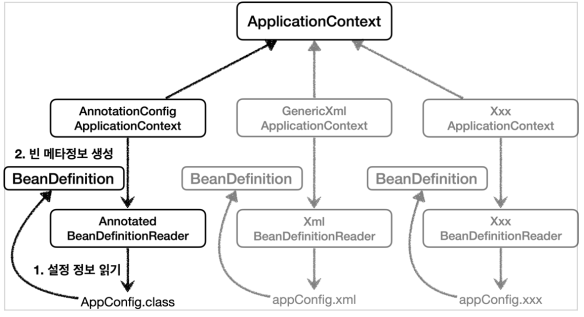 ApplicationContext
AnnotationConfig
ApplicationContext
GenericXml
ApplicationContext
Xxx
ApplicationContext
2. 빈 메타정보 생성
BeanDefinition
BeanDefinition
BeanDefinition
Annotated
BeanDefinitionReader
Xml
BeanDefinitionReader
Xxx
BeanDefinitionReader
1. 설정 정보 읽기
AppConfig.class
appConfig.xml
appConfig.xxx